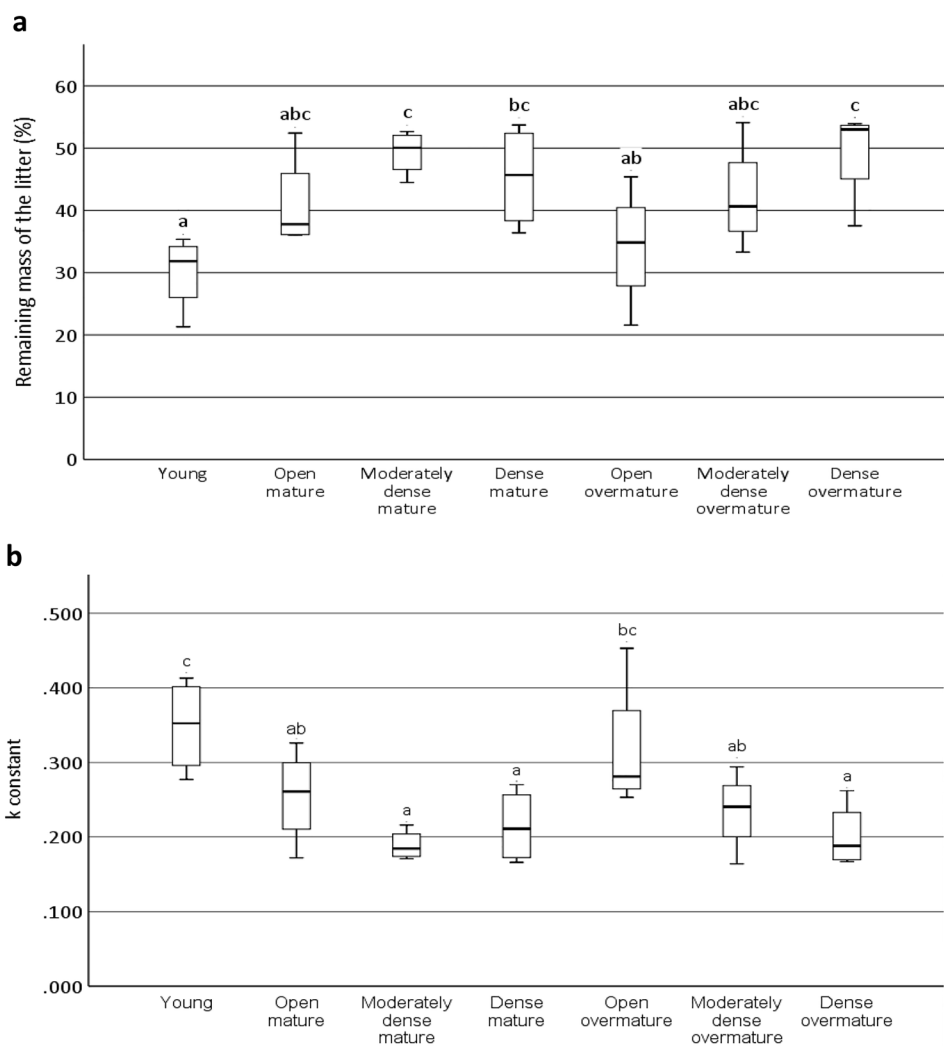 a
Remaining mass of the litter (%)
60
50
40
30
20
10
0
a
abc
c
bc
ab
abc
c
Young
Open
mature
Moderately
dense
mature
Dense
mature
Open
overmature
Moderately
dense
overmature
Dense
overmature
b
k constant
.500
.400
.300
.200
.100
.000
c
ab
a
a
bc
ab
a
Young
Open
mature
Moderately
dense
mature
Dense
mature
Open
overmature
Moderately
dense
overmature
Dense
overmature